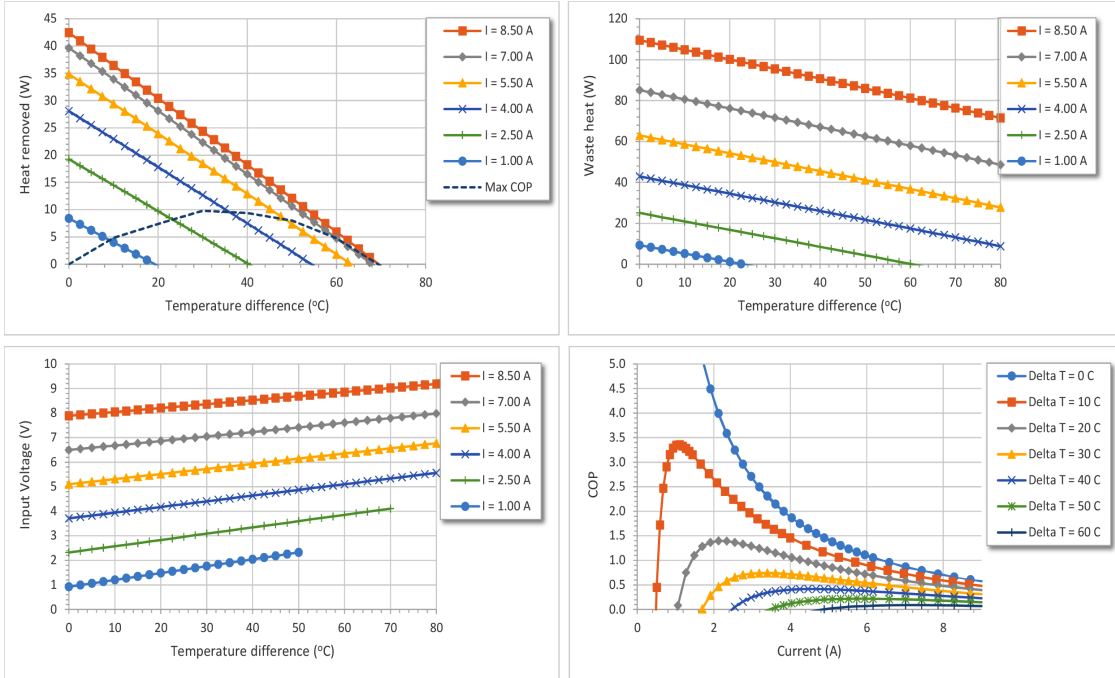 45
40
35
30
25
20
15
10
5
0
Heat removed (W)
0 20 40 60 80
Temperature difference (°C)
I = 8.50 A
I = 7.00 A
I = 5.50 A
I = 4.00 A
I = 2.50 A
I = 1.00 A
Max COP
120
100
80
60
40
20
0
Waste heat (W)
0 10 20 30 40 50 60 70 80
Temperature difference (°C)
I = 8.50 A
I = 7.00 A
I = 5.50 A
I = 4.00 A
I = 2.50 A
I = 1.00 A
10
9
8
7
6
5
4
3
2
1
0
Input Voltage (V)
0 10 20 30 40 50 60 70 80
Temperature difference (°C)
I = 8.50 A
I = 7.00 A
I = 5.50 A
I = 4.00 A
I = 2.50 A
I = 1.00 A
5.0
4.5
4.0
3.5
3.0
2.5
2.0
1.5
1.0
0.5
0.0
COP
0 2 4 6 8
Current (A)
Delta T = 0 C
Delta T = 10 C
Delta T = 20 C
Delta T = 30 C
Delta T = 40 C
Delta T = 50 C
Delta T = 60 C